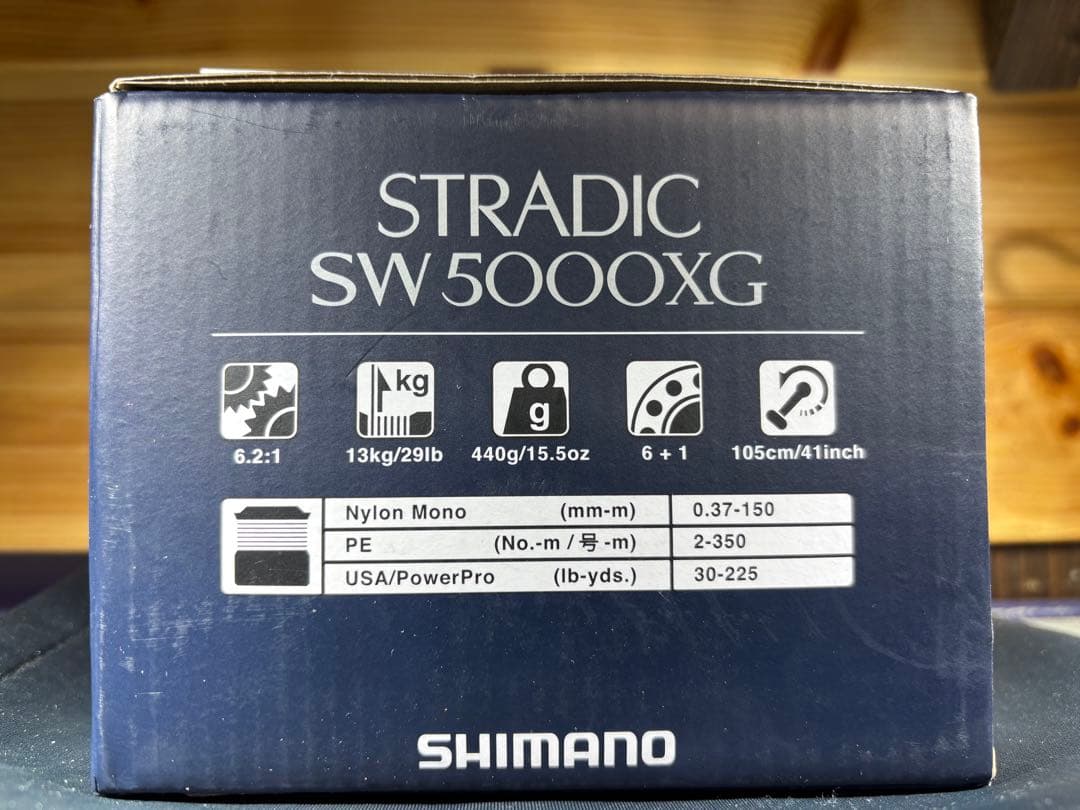 STRADIC
SW 5000XG
kg
g
6.2:1
13kg/29lb
440g/15.5oz
6 + 1
105cm/41inch
Nylon Mono (mm-m) 0.37-150
PE (No.-m / 号 -m) 2-350
USA/PowerPro (lb-yds.) 30-225
SHIMANO